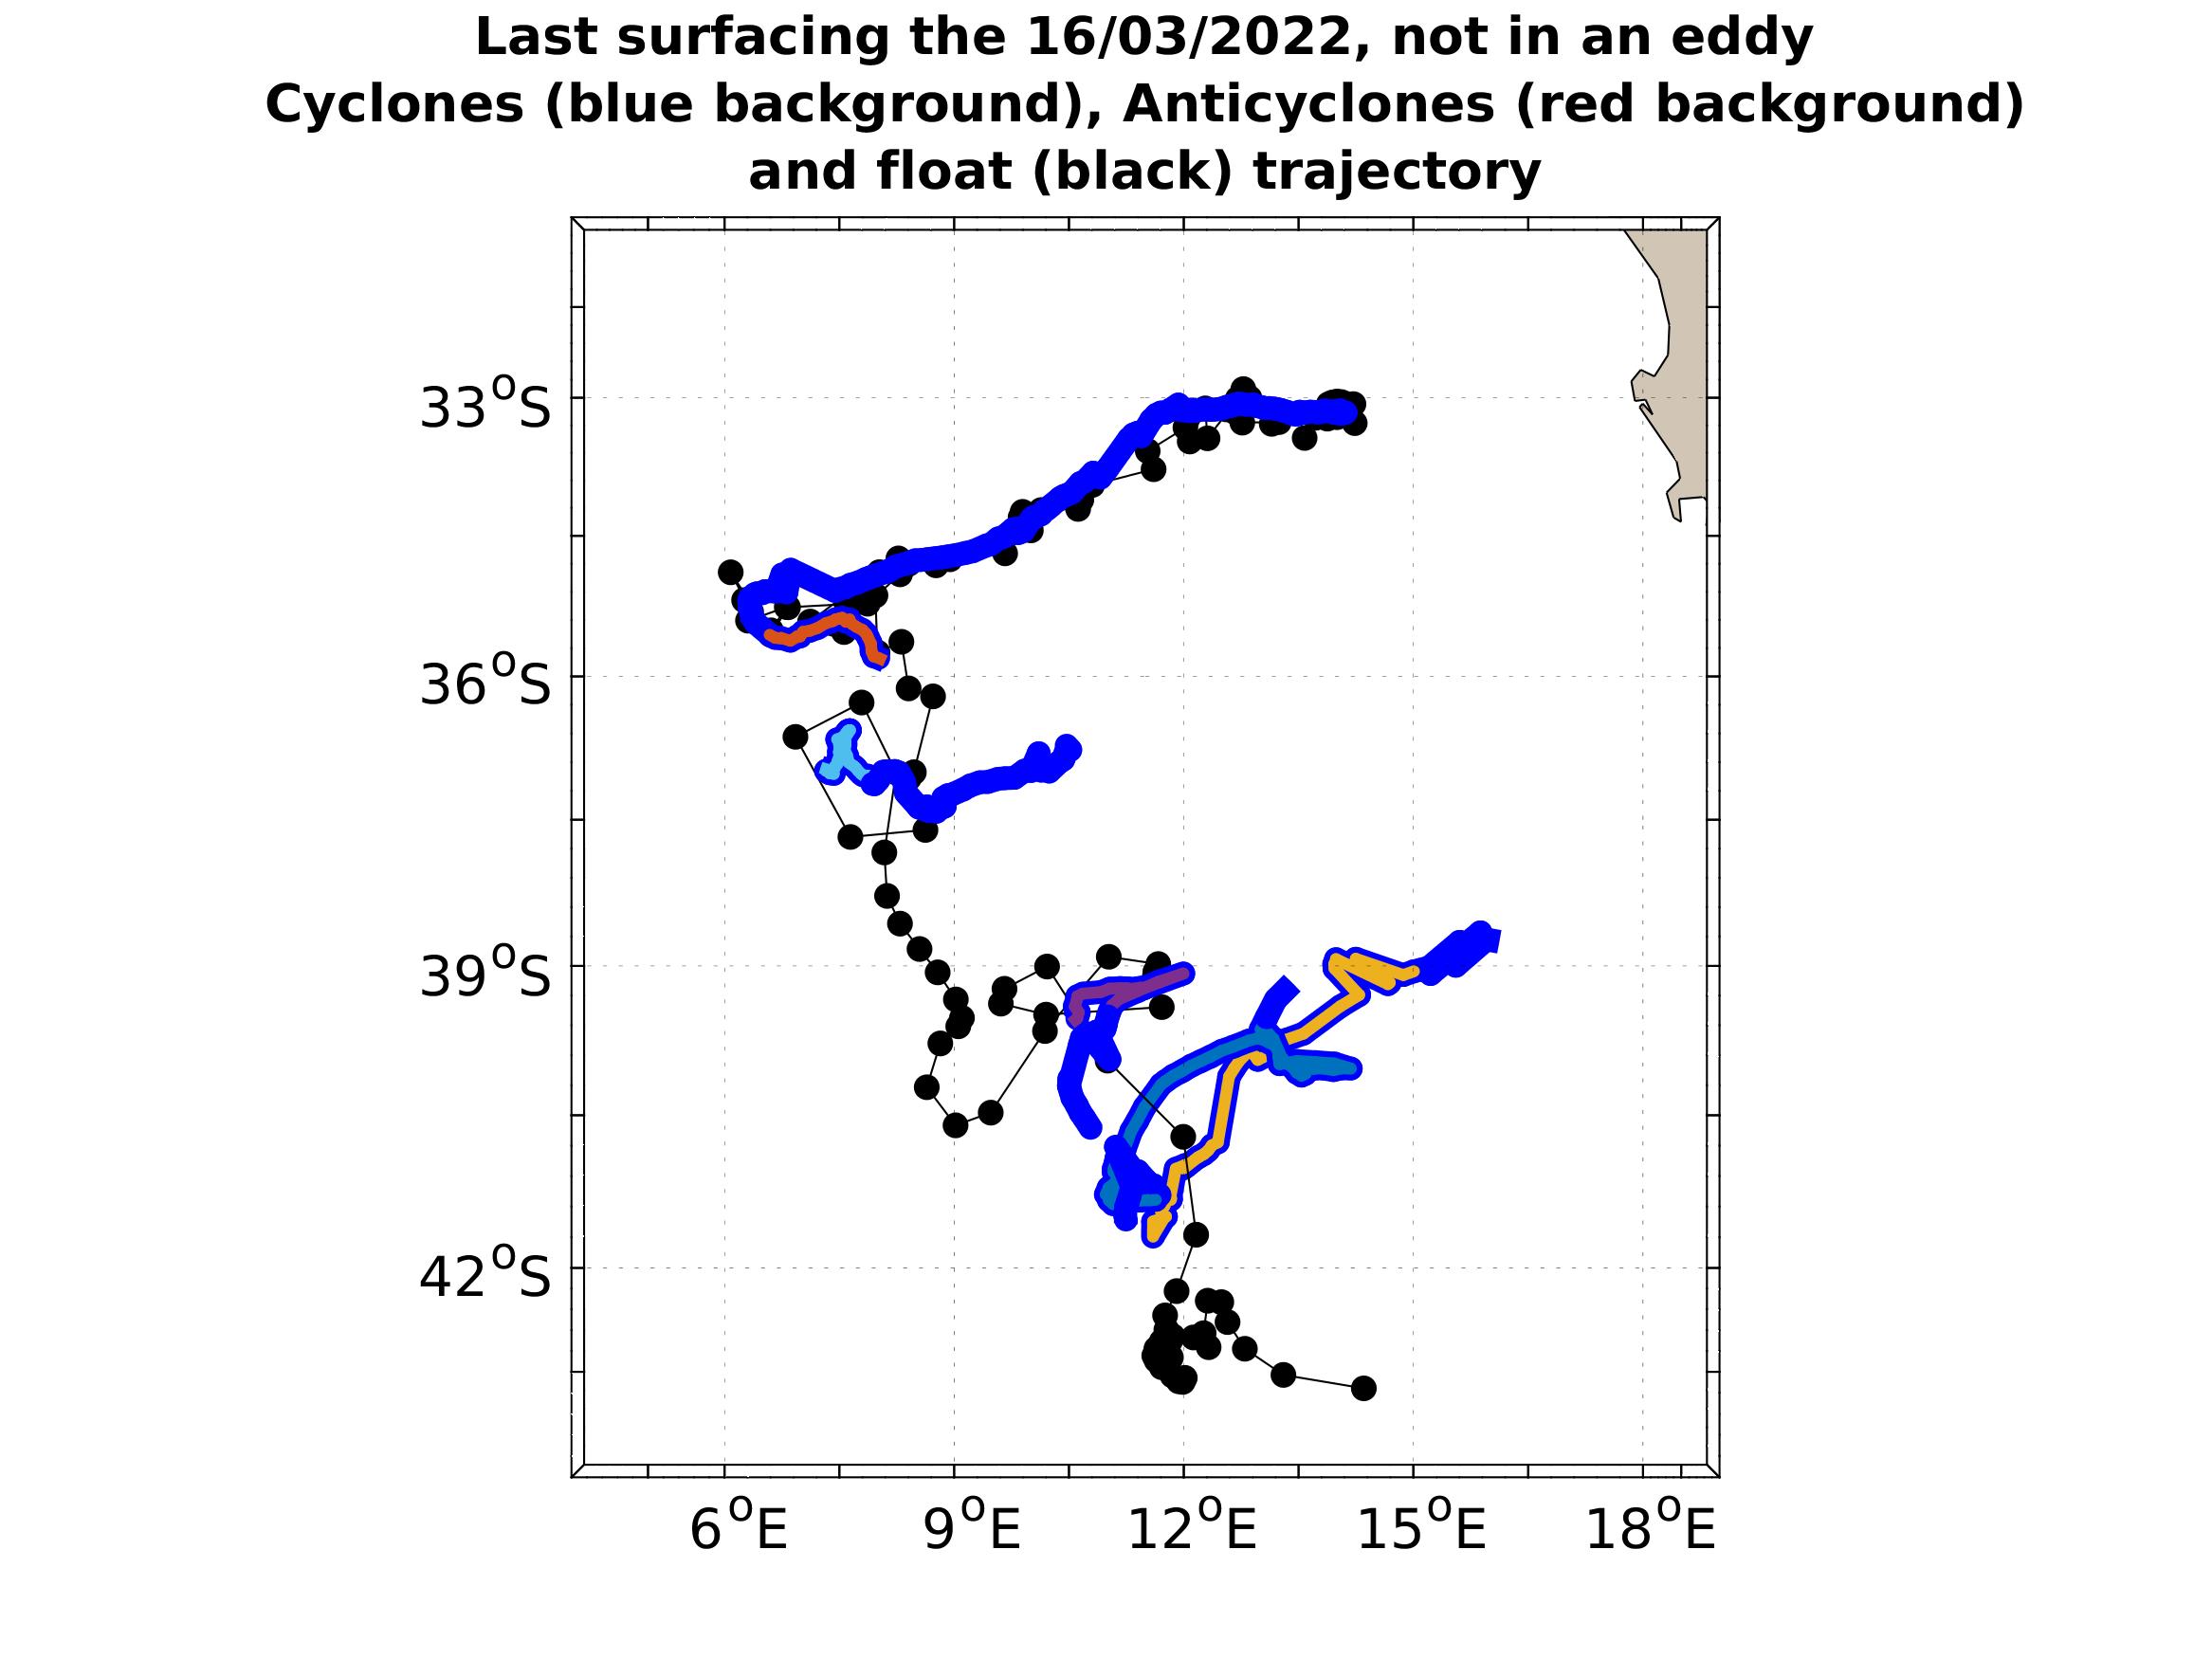 Last surfacing the 16/03/2022, not in an eddy
Cyclones (blue background), Anticyclones (red background)
and float (black) trajectory
33°S
36°S
39°S
42°S
6°E 9°E 12°E 15°E 18°E